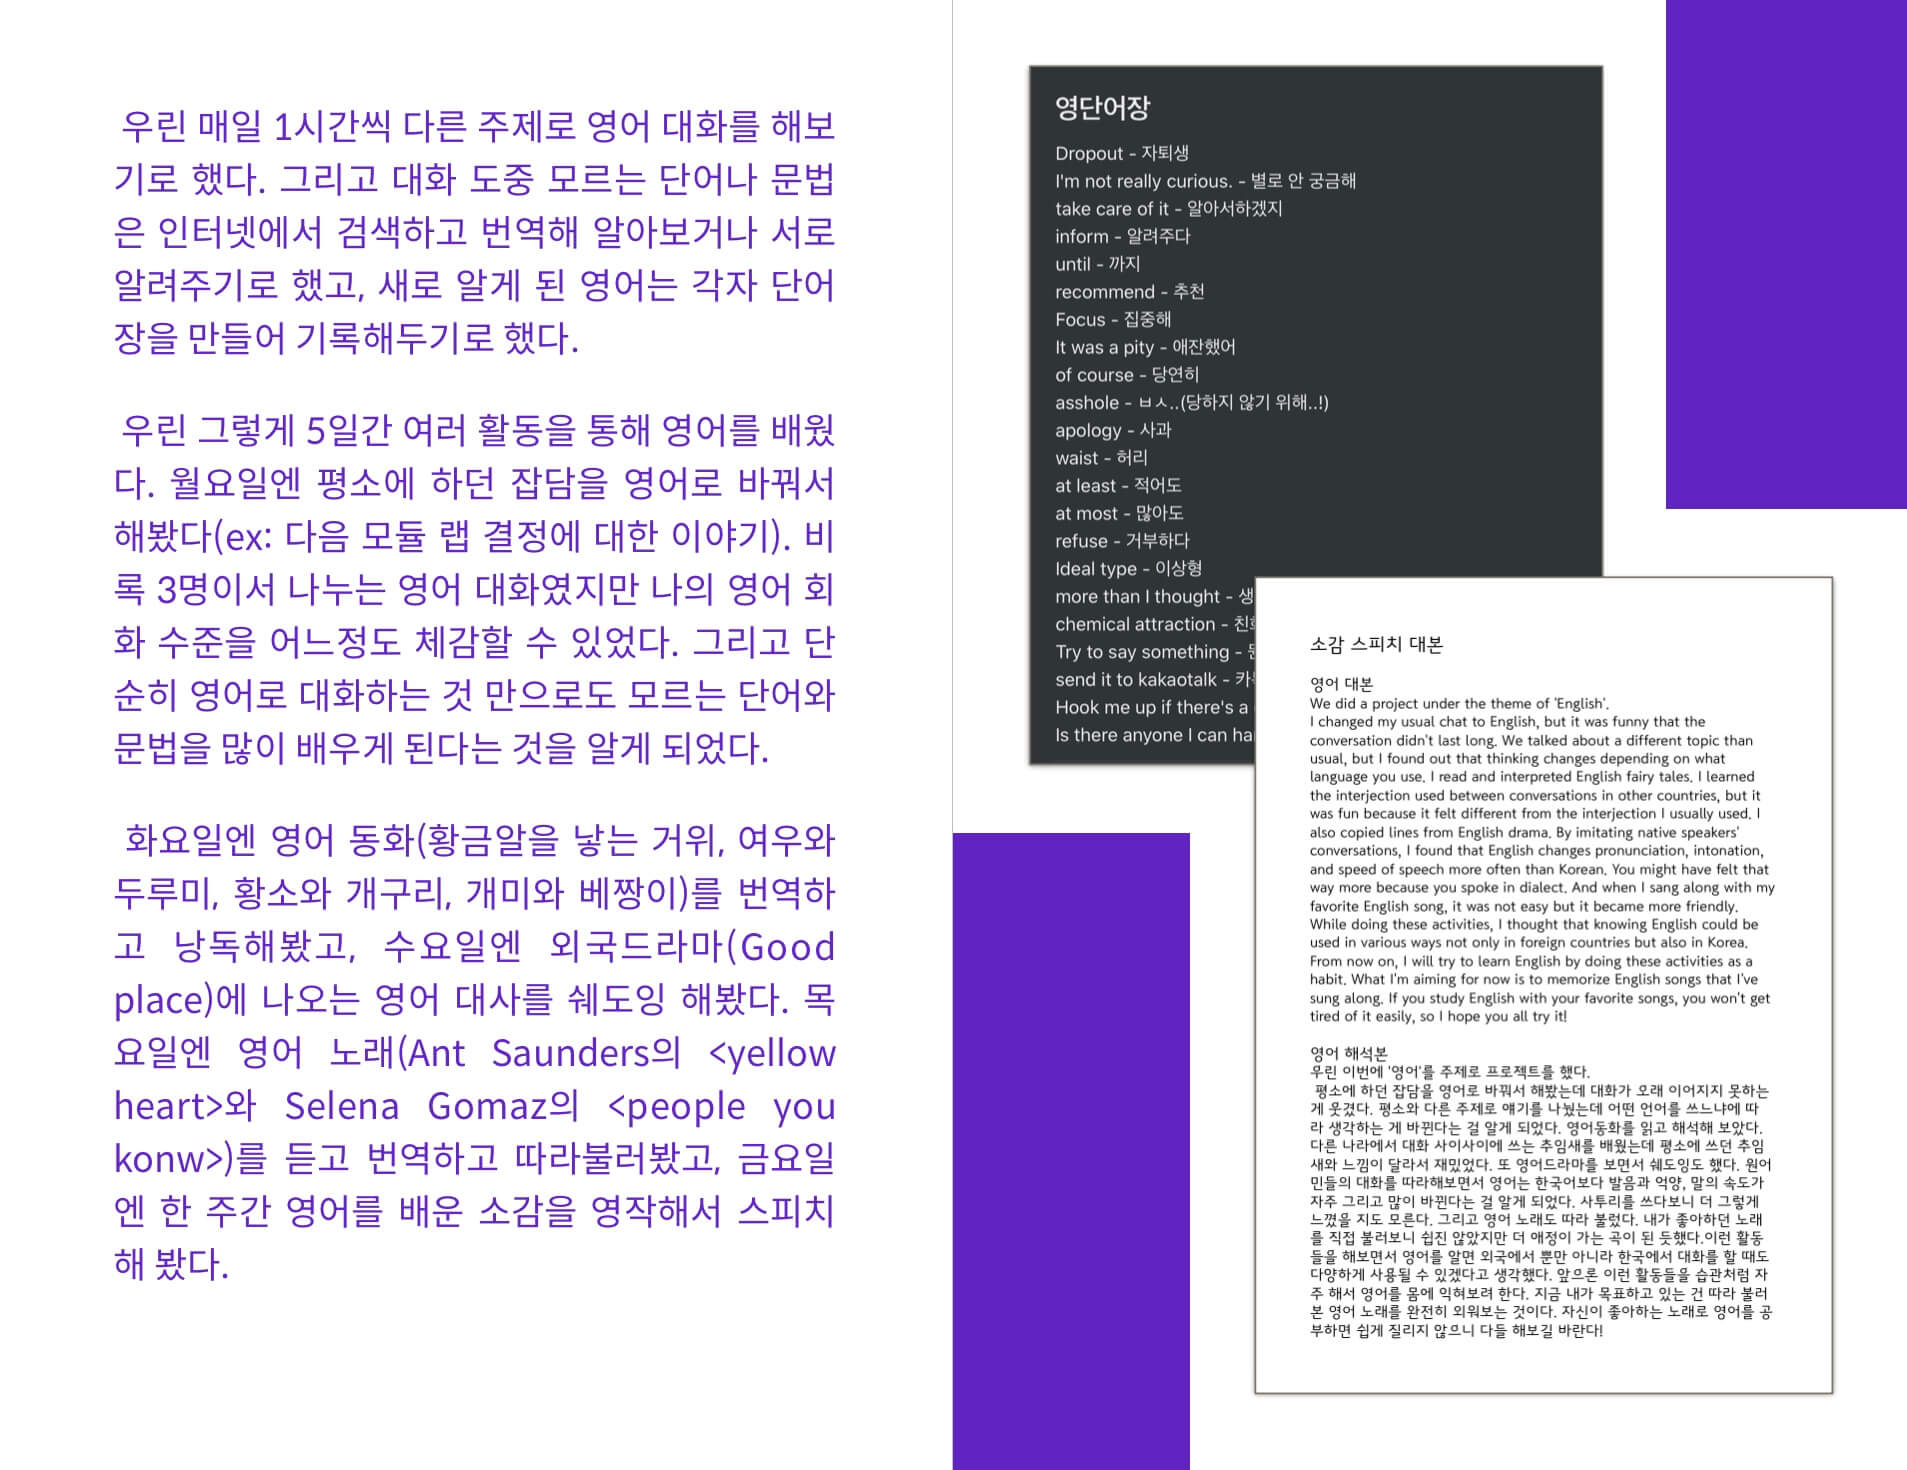 우린 매일 1시간씩 다른 주제로 영어 대화를 해보
기로 했다. 그리고 대화 도중 모르는 단어나 문법
은 인터넷에서 검색하고 번역해 알아보거나 서로
알려주기로 했고, 새로 알게 된 영어는 각자 단어
장을 만들어 기록해두기로 했다.
우린 그렇게 5일간 여러 활동을 통해 영어를 배웠
다. 월요일엔 평소에 하던 잡담을 영어로 바꿔서
해봤다(ex: 다음 모듈 랩 결정에 대한 이야기). 비
록 3명이서 나누는 영어 대화였지만 나의 영어 회
화 수준을 어느정도 체감할 수 있었다. 그리고 단
순히 영어로 대화하는 것 만으로도 모르는 단어와
문법을 많이 배우게 된다는 것을 알게 되었다.
화요일엔 영어 동화(황금알을 낳는 거위, 여우와
두루미, 황소와 개구리, 개미와 베짱이)를 번역하
고 낭독해봤고, 수요일엔 외국드라마(Good
place)에 나오는 영어 대사를 쉐도잉 해봤다. 목
요일엔 영어 노래(Ant Saunders의 <yellow
heart>와 Selena Gomaz의 <people you
konw>)를 듣고 번역하고 따라불러봤고, 금요일
엔 한 주간 영어를 배운 소감을 영작해서 스피치
해 봤다.
영단어장
Dropout - 자퇴생
I'm not really curious. - 별로 안 궁금해
take care of it - 알아서하겠지
inform - 알려주다
until - 까지
recommend - 추천
Focus - 집중해
It was a pity - 애잔했어
of course - 당연히
asshole - ㅂㅅ..(당하지 않기 위해..!)
apology - 사과
waist - 허리
at least - 적어도
at most - 많아도
refuse - 거부하다
Ideal type - 이상형
more than I thought - 생
chemical attraction - 친
Try to say something -
send it to kakaotalk - 카
Hook me up if there's a
Is there anyone I can ha
소감 스피치 대본
영어 대본
We did a project under the theme of 'English'.
I changed my usual chat to English, but it was funny that the
conversation didn't last long. We talked about a different topic than
usual, but I found out that thinking changes depending on what
language you use. I read and interpreted English fairy tales. I learned
the interjection used between conversations in other countries, but it
was fun because it felt different from the interjection I usually used. I
also copied lines from English drama. By imitating native speakers'
conversations, I found that English changes pronunciation, intonation,
and speed of speech more often than Korean. You might have felt that
way more because you spoke in dialect. And when I sang along with my
favorite English song, it was not easy but it became more friendly.
While doing these activities, I thought that knowing English could be
used in various ways not only in foreign countries but also in Korea.
From now on, I will try to learn English by doing these activities as a
habit. What I'm aiming for now is to memorize English songs that I've
sung along. If you study English with your favorite songs, you won't get
tired of it easily, so I hope you all try it!
영어 해석본
우린 이번에 '영어'를 주제로 프로젝트를 했다.
평소에 하던 잡담을 영어로 바꿔서 해봤는데 대화가 오래 이어지지 못하는
게 웃겼다. 평소와 다른 주제로 얘기를 나눴는데 어떤 언어를 쓰느냐에 따
라 생각하는 게 바뀐다는 걸 알게 되었다. 영어동화를 읽고 해석해 보았다.
다른 나라에서 대화 사이사이에 쓰는 추임새를 배웠는데 평소에 쓰던 추임
새와 느낌이 달라서 재밌었다. 또 영어드라마를 보면서 쉐도잉도 했다. 원어
민들의 대화를 따라해보면서 영어는 한국어보다 발음과 억양, 말의 속도가
자주 그리고 많이 바뀐다는 걸 알게 되었다. 사투리를 쓰다보니 더 그렇게
느꼈을 지도 모른다. 그리고 영어 노래도 따라 불렀다. 내가 좋아하던 노래
를 직접 불러보니 쉽진 않았지만 더 애정이 가는 곡이 된 듯했다.이런 활동
들을 해보면서 영어를 알면 외국에서 뿐만 아니라 한국에서 대화를 할 때도
다양하게 사용될 수 있겠다고 생각했다. 앞으론 이런 활동들을 습관처럼 자
주 해서 영어를 몸에 익혀보려 한다. 지금 내가 목표하고 있는 건 따라 불러
본 영어 노래를 완전히 외워보는 것이다. 자신이 좋아하는 노래로 영어를 공
부하면 쉽게 질리지 않으니 다들 해보길 바란다!